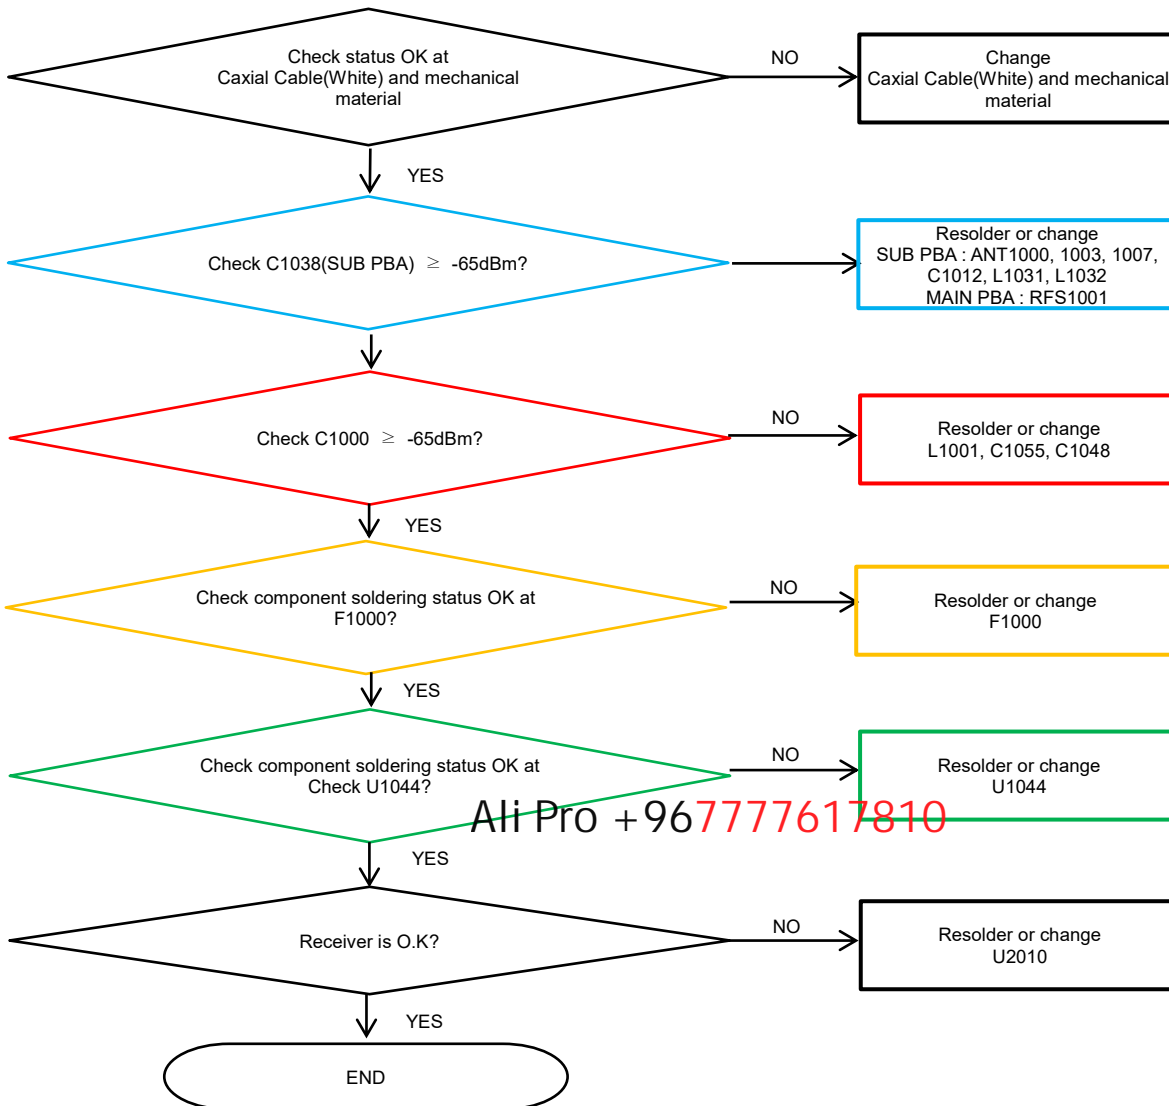 Check status OK at
Caxial Cable(White) and mechanical
material
NO
Change
Caxial Cable(White) and mechanical
material
YES
Check C1038(SUB PBA) ≥ -65dBm?
Resolder or change
SUB PBA : ANT1000, 1003, 1007,
C1012, L1031, L1032
MAIN PBA : RFS1001
Check C1000 ≥ -65dBm?
NO
Resolder or change
L1001, C1055, C1048
YES
Check component soldering status OK at
F1000?
NO
Resolder or change
F1000
YES
Check component soldering status OK at
Check U1044?
NO
Resolder or change
U1044
Ali Pro +967777617810
YES
Receiver is O.K?
NO
Resolder or change
U2010
YES
END